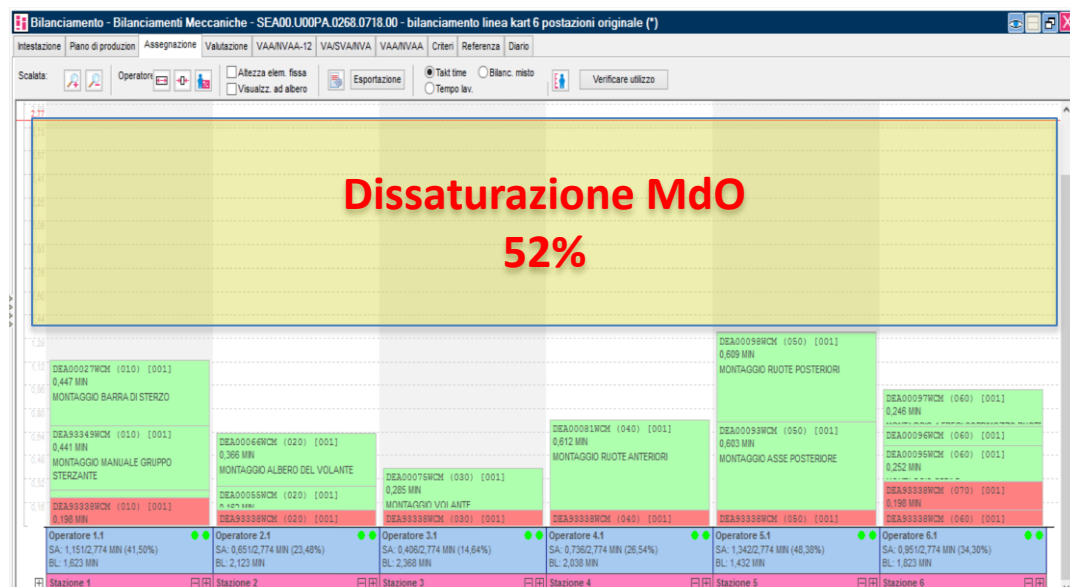 Bilanciamento - Bilanciamenti Meccaniche - SEA00.U00PA.0268.0718.00 - bilanciamento linea kart 6 postazioni originale (*)
Intestazione Piano di produzion Assegnazione Valutazione VAA/NVAA-12 VA/SVA/NVA VAA/NVAA Criteri Referenza Diario
Scalata: Operatore Altezza elem. fissa Esportazione Takt time Bilanc. misto Verificare utilizzo
Visualzz. ad albero Tempo lav.
2,77
Dissaturazione MdO
52%
DEA00027WCM (010) [001]
0,447 MIN
MONTAGGIO BARRA DI STERZO
DEA93349WCM (010) [001]
0,441 MIN
MONTAGGIO MANUALE GRUPPO
STERZANTE
DEA93338WCM (010) [001]
0,198 MIN
DEA00066WCM (020) [001]
0,366 MIN
MONTAGGIO ALBERO DEL VOLANTE
DEA00055WCM (020) [001]
DEA93338WCM (020) [001]
DEA00075WCM (030) [001]
0,285 MIN
MONTAGGIO VOLANTE
DEA93338WCM (030) [001]
DEA00081WCM (040) [001]
0,612 MIN
MONTAGGIO RUOTE ANTERIORI
DEA93338WCM (040) [001]
DEA00098WCM (050) [001]
0,609 MIN
MONTAGGIO RUOTE POSTERIORI
DEA00093WCM (050) [001]
0,603 MIN
MONTAGGIO ASSE POSTERIORE
DEA93338WCM (050) [001]
DEA00097WCM (060) [001]
0,246 MIN
DEA00096WCM (060) [001]
DEA00095WCM (060) [001]
0,252 MIN
DEA93338WCM (070) [001]
0,198 MIN
DEA93338WCM (060) [001]
Operatore 1.1
SA: 1,151/2,774 MIN (41,50%)
BL: 1,623 MIN
Operatore 2.1
SA: 0,651/2,774 MIN (23,48%)
BL: 2,123 MIN
Operatore 3.1
SA: 0,406/2,774 MIN (14,64%)
BL: 2,368 MIN
Operatore 4.1
SA: 0,736/2,774 MIN (26,54%)
BL: 2,038 MIN
Operatore 5.1
SA: 1,342/2,774 MIN (48,38%)
BL: 1,432 MIN
Operatore 6.1
SA: 0,951/2,774 MIN (34,30%)
BL: 1,823 MIN
Stazione 1 Stazione 2 Stazione 3 Stazione 4 Stazione 5 Stazione 6